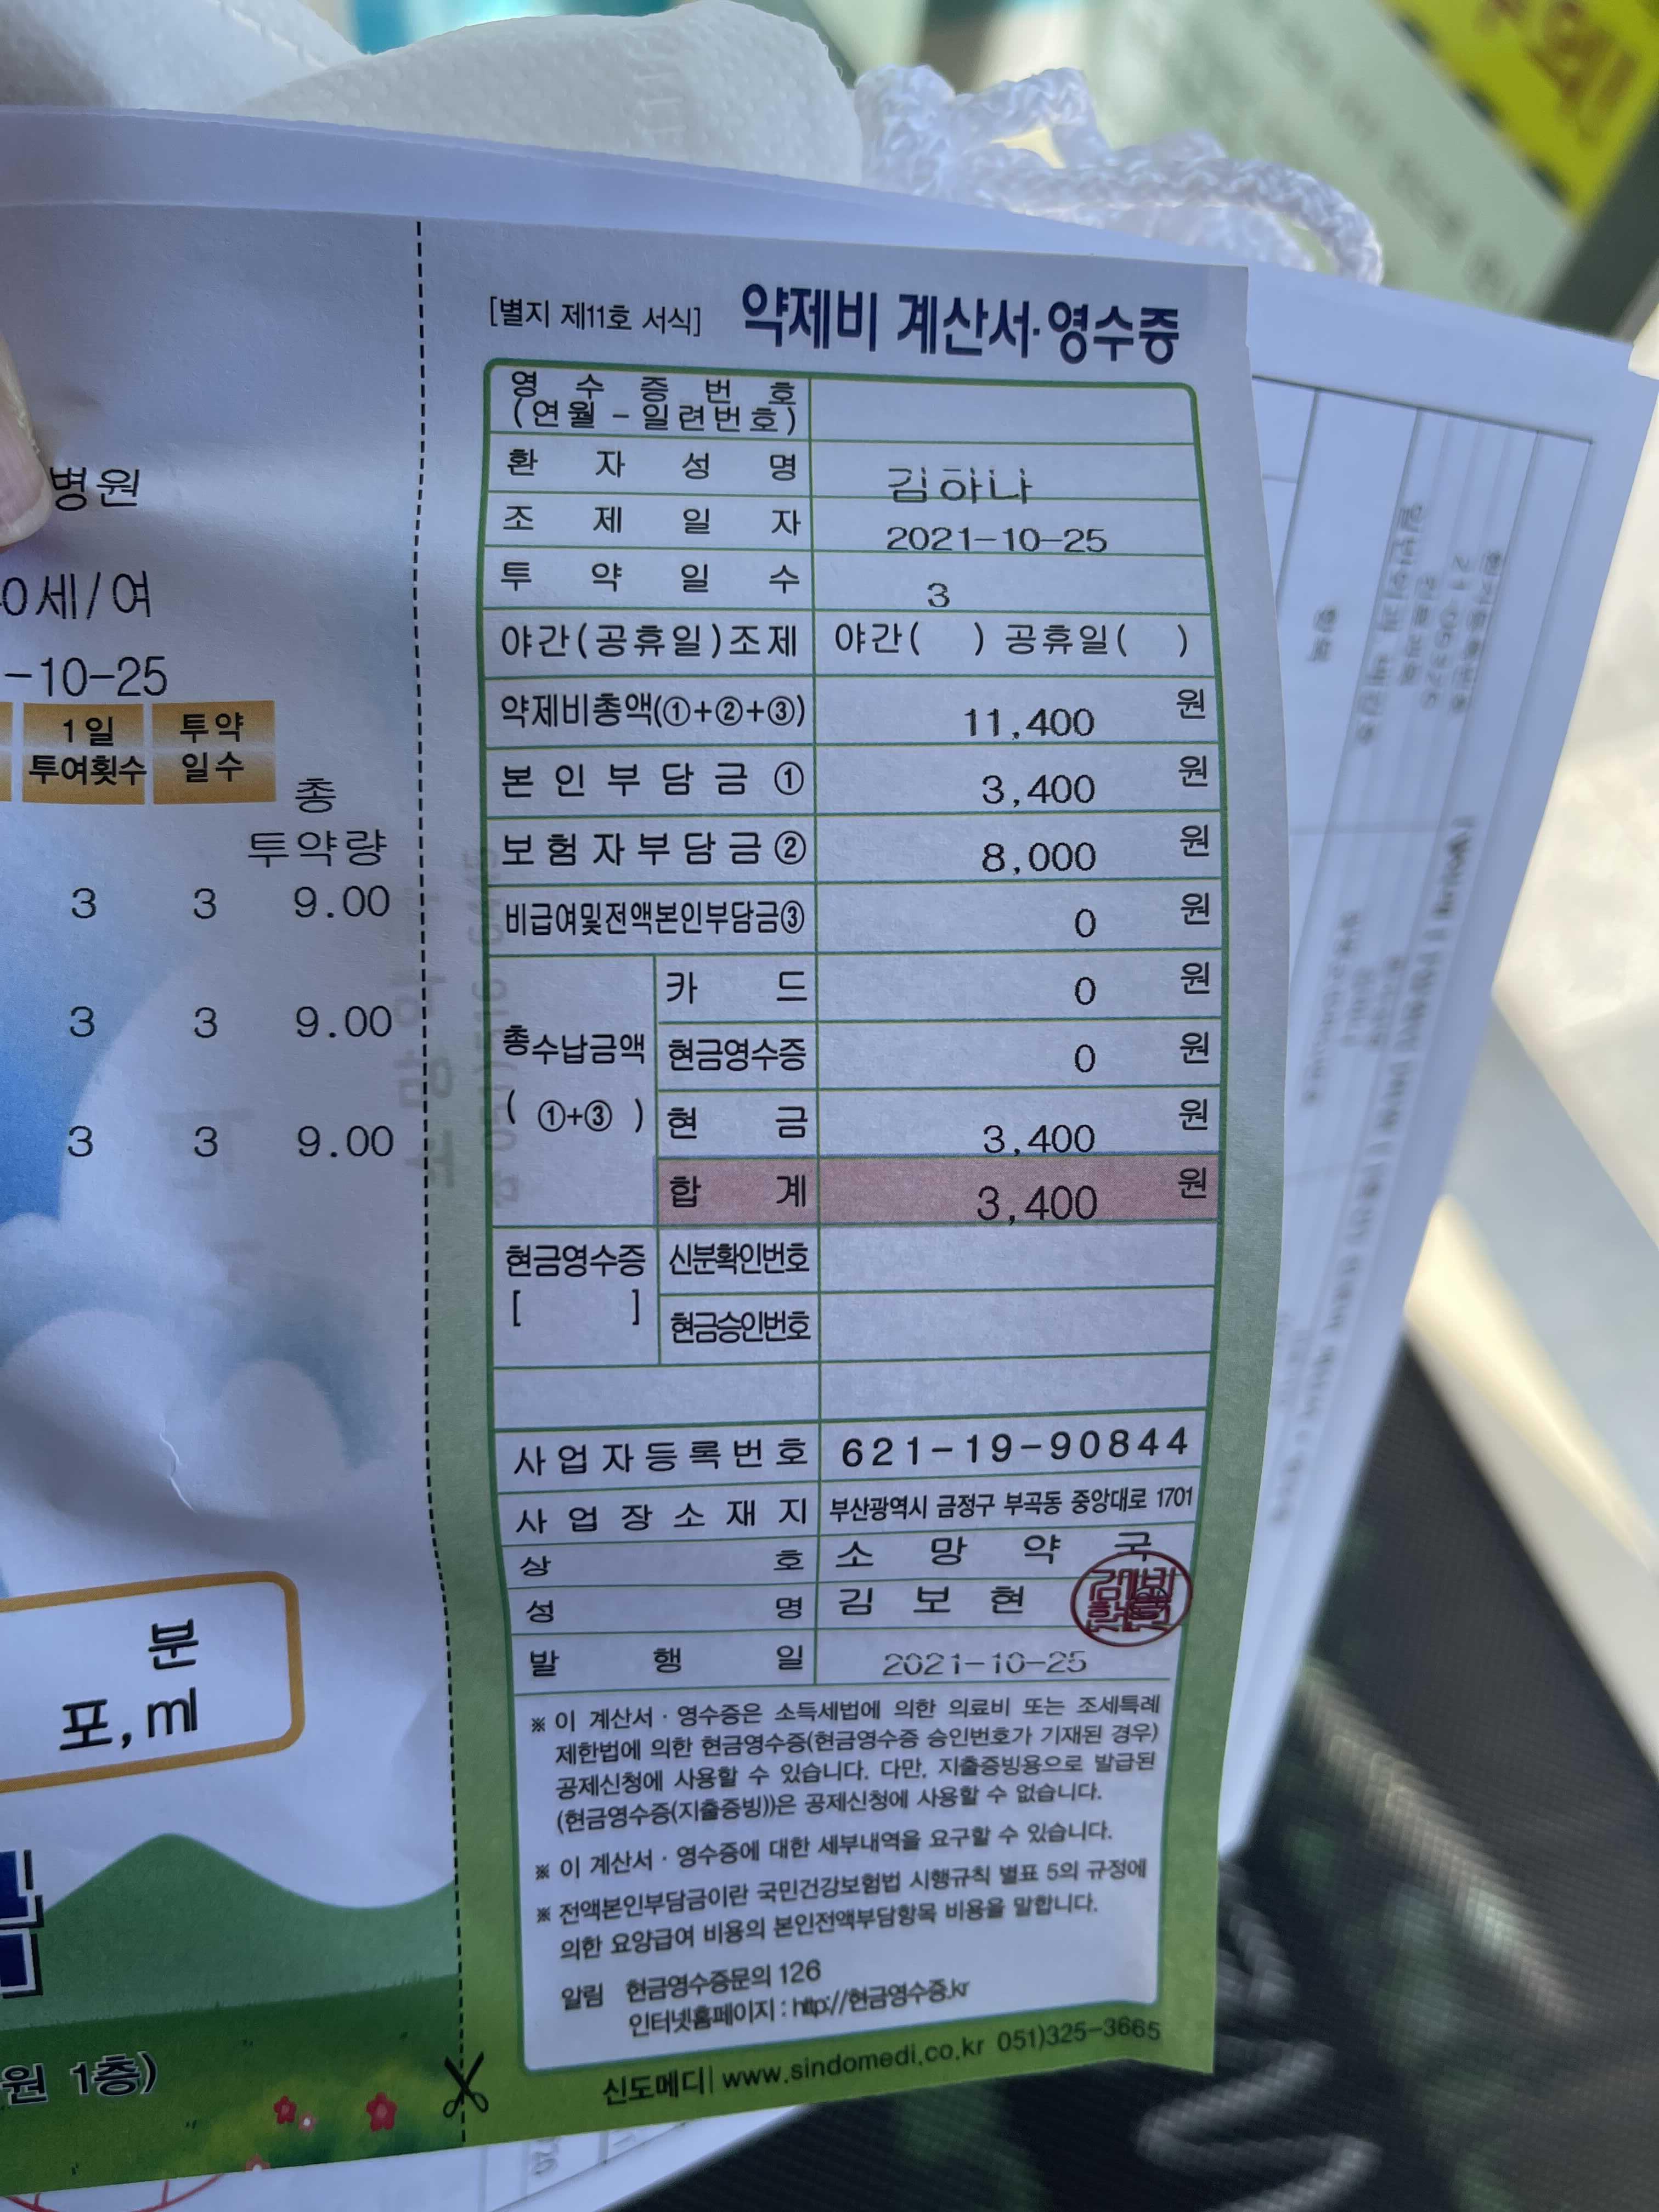 병원
0세/여
-10-25
1일 투약
투여횟수 일수
총
투약량
3 3 9.00
3 3 9.00
3 3 9.00
분
포,㎖
원 1층)
[별지 제11호 서식] 약제비 계산서·영수증
영수증번호
(연월-일련번호)
환자성명 김하나
조제일자 2021-10-25
투약일수 3
야간(공휴일)조제 야간( ) 공휴일( )
약제비총액(①+②+③) 11,400 원
본인부담금① 3,400 원
보험자부담금② 8,000 원
비급여및전액본인부담금③ 0 원
총수납금액
(①+③)
카드 0 원
현금영수증 0 원
현금 3,400 원
합계 3,400 원
현금영수증
[ ]
신분확인번호
현금승인번호
사업자등록번호 621-19-90844
사업장소재지 부산광역시 금정구 부곡동 중앙대로 1701
상호 소망약국
성명 김보현
발행일 2021-10-25
※ 이 계산서·영수증은 소득세법에 의한 의료비 또는 조세특례
제한법에 의한 현금영수증(현금영수증 승인번호가 기재된 경우)
공제신청에 사용할 수 있습니다. 다만, 지출증빙용으로 발급된
(현금영수증(지출증빙))은 공제신청에 사용할 수 없습니다.
※ 이 계산서·영수증에 대한 세부내역을 요구할 수 있습니다.
※ 전액본인부담금이란 국민건강보험법 시행규칙 별표 5의 규정에
의한 요양급여 비용의 본인전액부담항목 비용을 말합니다.
알림 현금영수증문의 126
인터넷홈페이지 : http://현금영수증.kr
신도메디| www.sindomedi.co.kr 051)325-3665